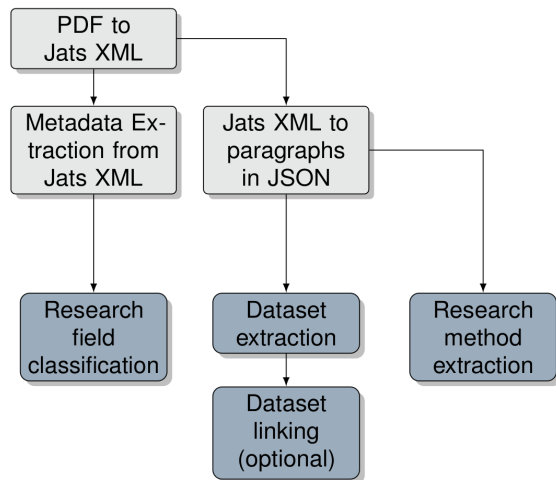 PDF to
Jats XML
Metadata Ex-
traction from
Jats XML
Jats XML to
paragraphs
in JSON
Research
field
classification
Dataset
extraction
Research
method
extraction
Dataset
linking
(optional)